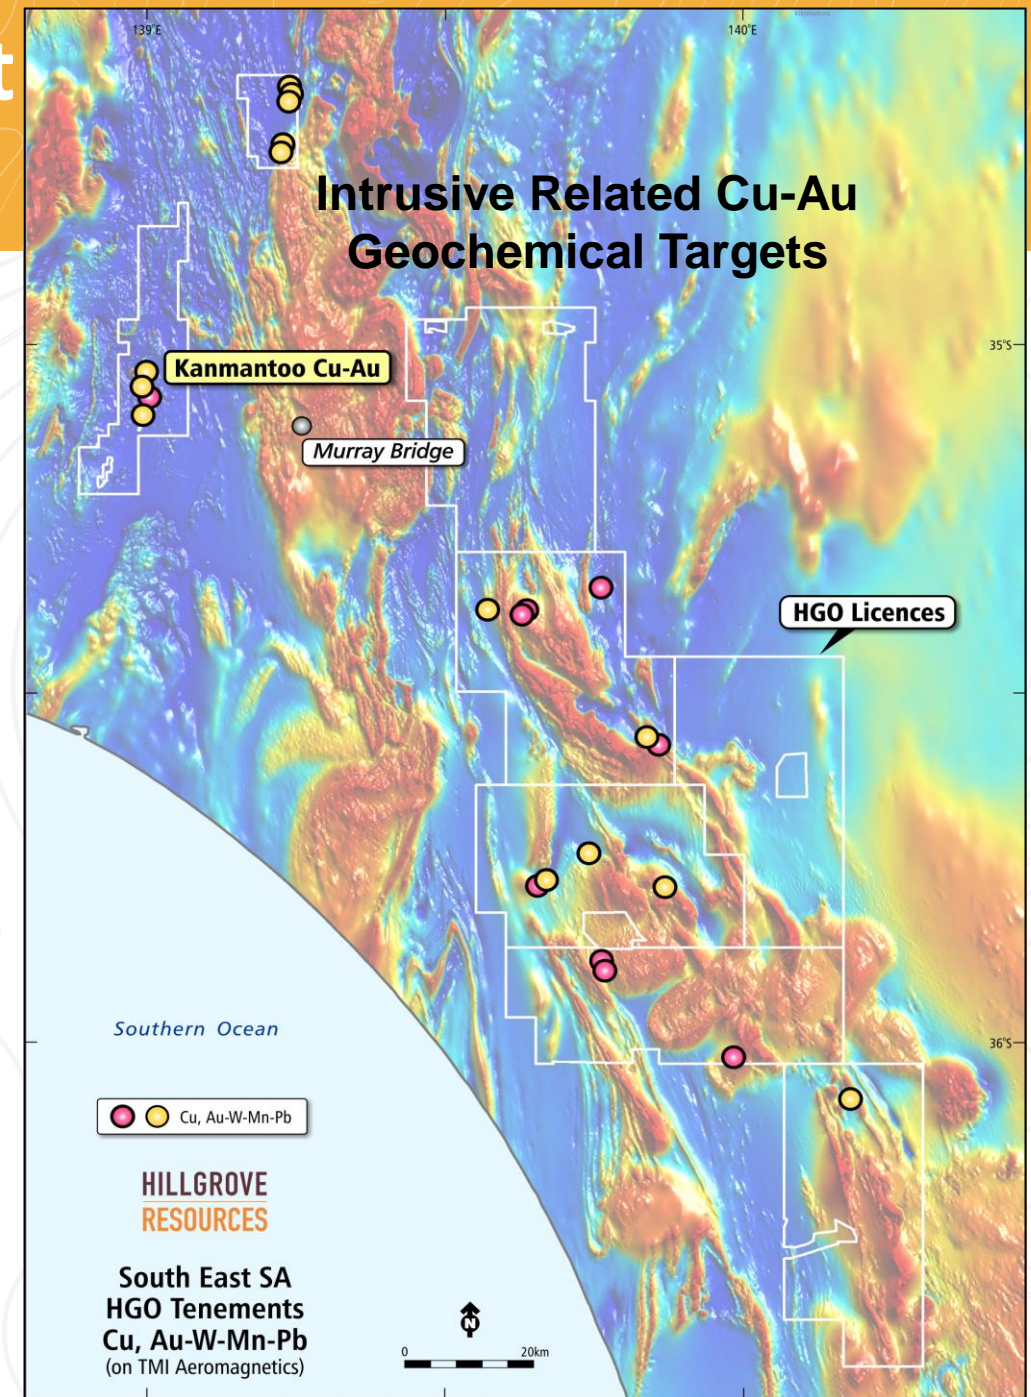 t
139°E
140°E
Intrusive Related Cu-Au
Geochemical Targets
35°S
Kanmantoo Cu-Au
Murray Bridge
HGO Licences
Southern Ocean
36°S
Cu, Au-W-Mn-Pb
HILLGROVE
RESOURCES
South East SA
HGO Tenements
Cu, Au-W-Mn-Pb
(on TMI Aeromagnetics)
N
0 20km